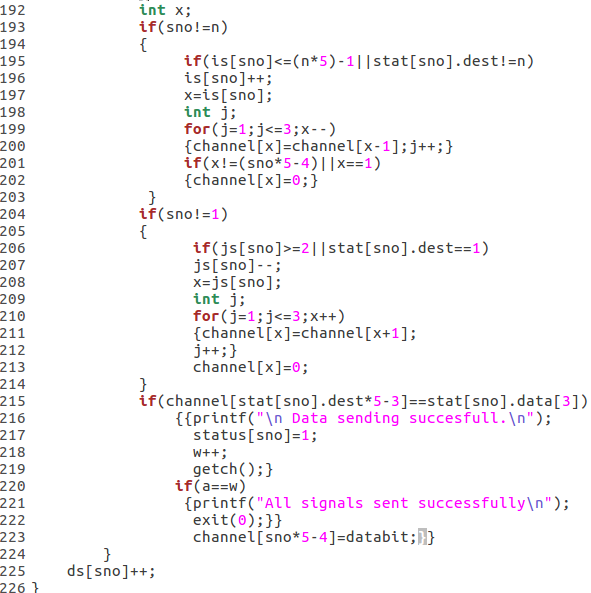 192 int x;
193 if(sno!=n)
194 {
195 if(is[sno]<=(n*5)-1||stat[sno].dest!=n)
196 is[sno]++;
197 x=is[sno];
198 int j;
199 for(j=1;j<=3;x--)
200 {channel[x]=channel[x-1];j++;}
201 if(x!=(sno*5-4)||x==1)
202 {channel[x]=0;}
203 }
204 if(sno!=1)
205 {
206 if(js[sno]>=2||stat[sno].dest==1)
207 js[sno]--;
208 x=js[sno];
209 int j;
210 for(j=1;j<=3;x++)
211 {channel[x]=channel[x+1];
212 j++;}
213 channel[x]=0;
214 }
215 if(channel[stat[sno].dest*5-3]==stat[sno].data[3])
216 {{printf("\n Data sending succesfull.\n");
217 status[sno]=1;
218 w++;
219 getch();}
220 if(a==w)
221 {printf("All signals sent successfully\n");
222 exit(0);}}
223 channel[sno*5-4]=databit;}}
224 }
225 ds[sno]++;
226 }